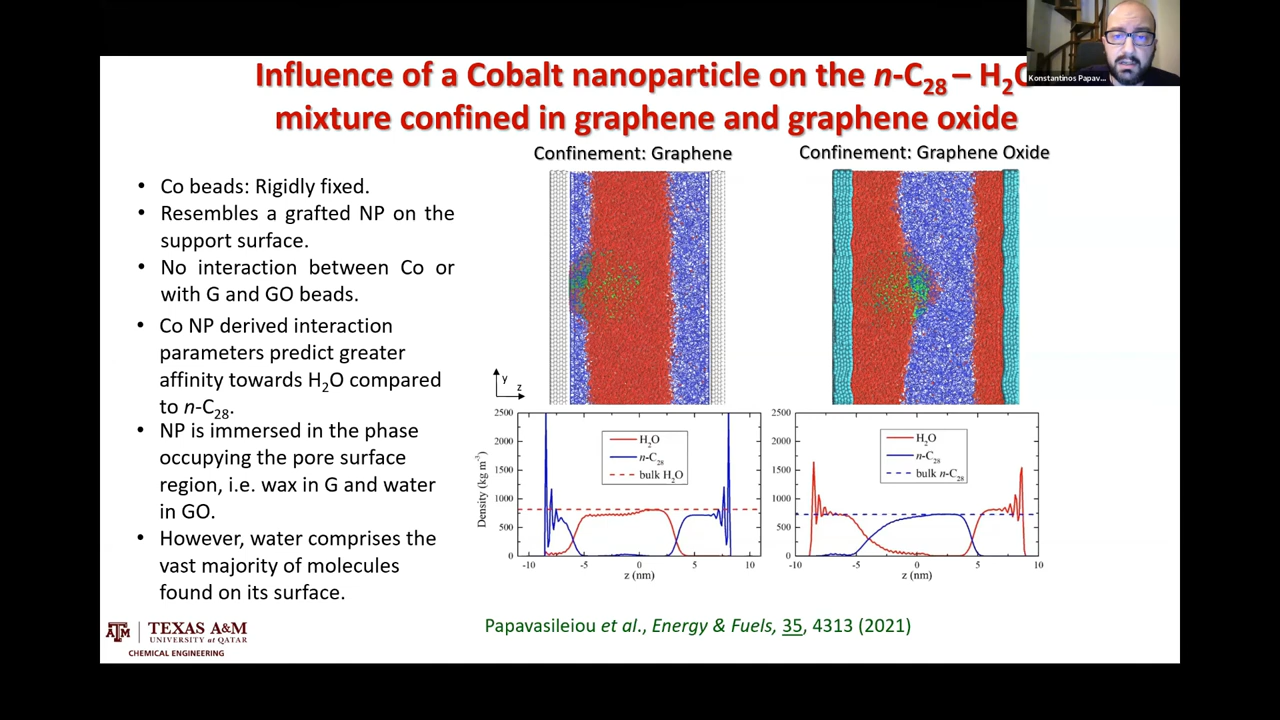 Influence of a Cobalt nanoparticle on the n-C28 – H2O
mixture confined in graphene and graphene oxide
Konstantinos Papav...
• Co beads: Rigidly fixed.
• Resembles a grafted NP on the
support surface.
• No interaction between Co or
with G and GO beads.
• Co NP derived interaction
parameters predict greater
affinity towards H2O compared
to n-C28.
• NP is immersed in the phase
occupying the pore surface
region, i.e. wax in G and water
in GO.
• However, water comprises the
vast majority of molecules
found on its surface.
Confinement: Graphene
Confinement: Graphene Oxide
y
z
2500
2000
1500
1000
500
0
Density (kg m-3)
H2O
n-C28
bulk H2O
-10 -5 0 5 10
z (nm)
2500
2000
1500
1000
500
0
H2O
n-C28
bulk n-C28
-10 -5 0 5 10
z (nm)
Papavasileiou et al., Energy & Fuels, 35, 4313 (2021)
ATM TEXAS A&M
UNIVERSITY at QATAR
CHEMICAL ENGINEERING